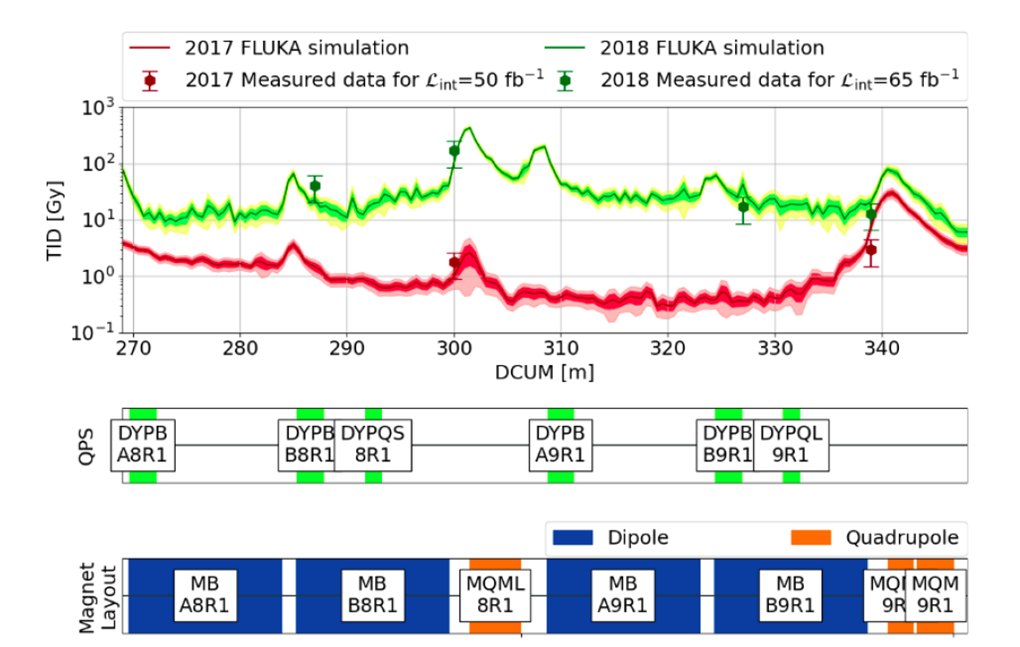 2017 FLUKA simulation
2018 FLUKA simulation
2017 Measured data for ℒint=50 fb⁻¹
2018 Measured data for ℒint=65 fb⁻¹
TID [Gy]
10³
10²
10¹
10⁰
10⁻¹
270 280 290 300 310 320 330 340
DCUM [m]
QPS
DYPB
A8R1
DYPB
B8R1
DYPQS
8R1
DYPB
A9R1
DYPB
B9R1
DYPQL
9R1
Dipole
Quadrupole
Magnet
Layout
MB
A8R1
MB
B8R1
MQML
8R1
MB
A9R1
MB
B9R1
9R
MQM
9R1